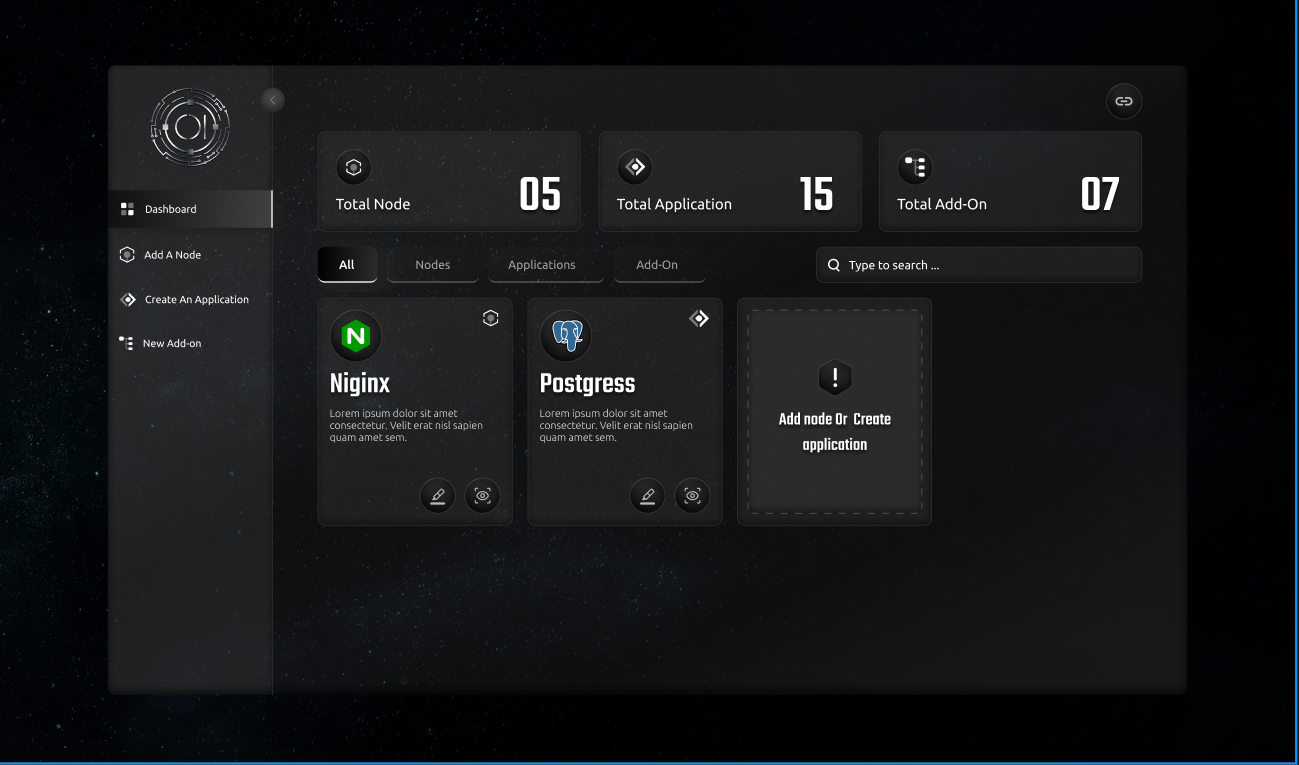 Dashboard
Add A Node
Create An Application
New Add-on
Total Node
05
Total Application
15
Total Add-On
07
All
Nodes
Applications
Add-On
Type to search ...
N
Niginx
Lorem ipsum dolor sit amet
consectetur. Velit erat nisl sapien
quam amet sem.
Postgress
Lorem ipsum dolor sit amet
consectetur. Velit erat nisl sapien
quam amet sem.
!
Add node Or Create
application